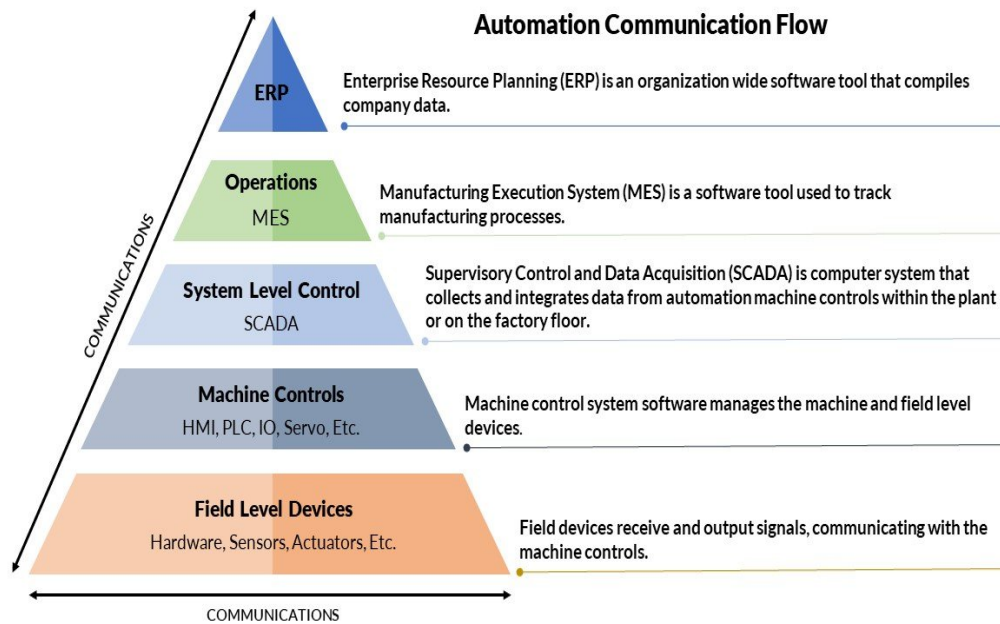 Automation Communication Flow
ERP
Enterprise Resource Planning (ERP) is an organization wide software tool that compiles
company data.
Operations
MES
Manufacturing Execution System (MES) is a software tool used to track
manufacturing processes.
COMMUNICATIONS
System Level Control
SCADA
Supervisory Control and Data Acquisition (SCADA) is computer system that
collects and integrates data from automation machine controls within the plant
or on the factory floor.
Machine Controls
HMI, PLC, IO, Servo, Etc.
Machine control system software manages the machine and field level
devices.
Field Level Devices
Hardware, Sensors, Actuators, Etc.
Field devices receive and output signals, communicating with the
machine controls.
COMMUNICATIONS